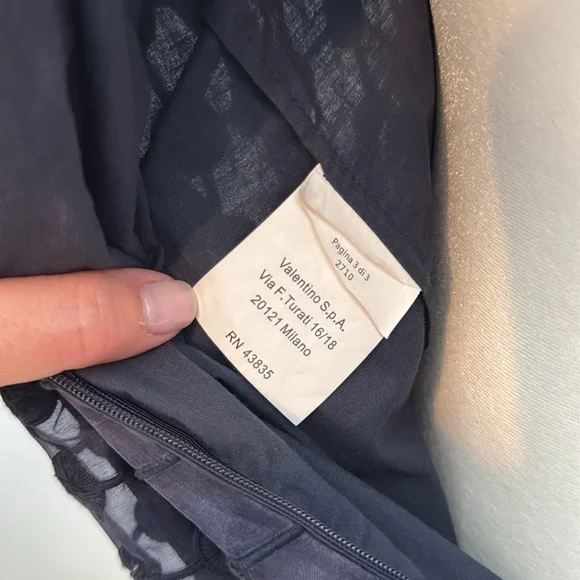 Pagina 3 di 3
2710
Valentino S.p.A.
Via F. Turati 16/18
20121 Milano
RN 43835